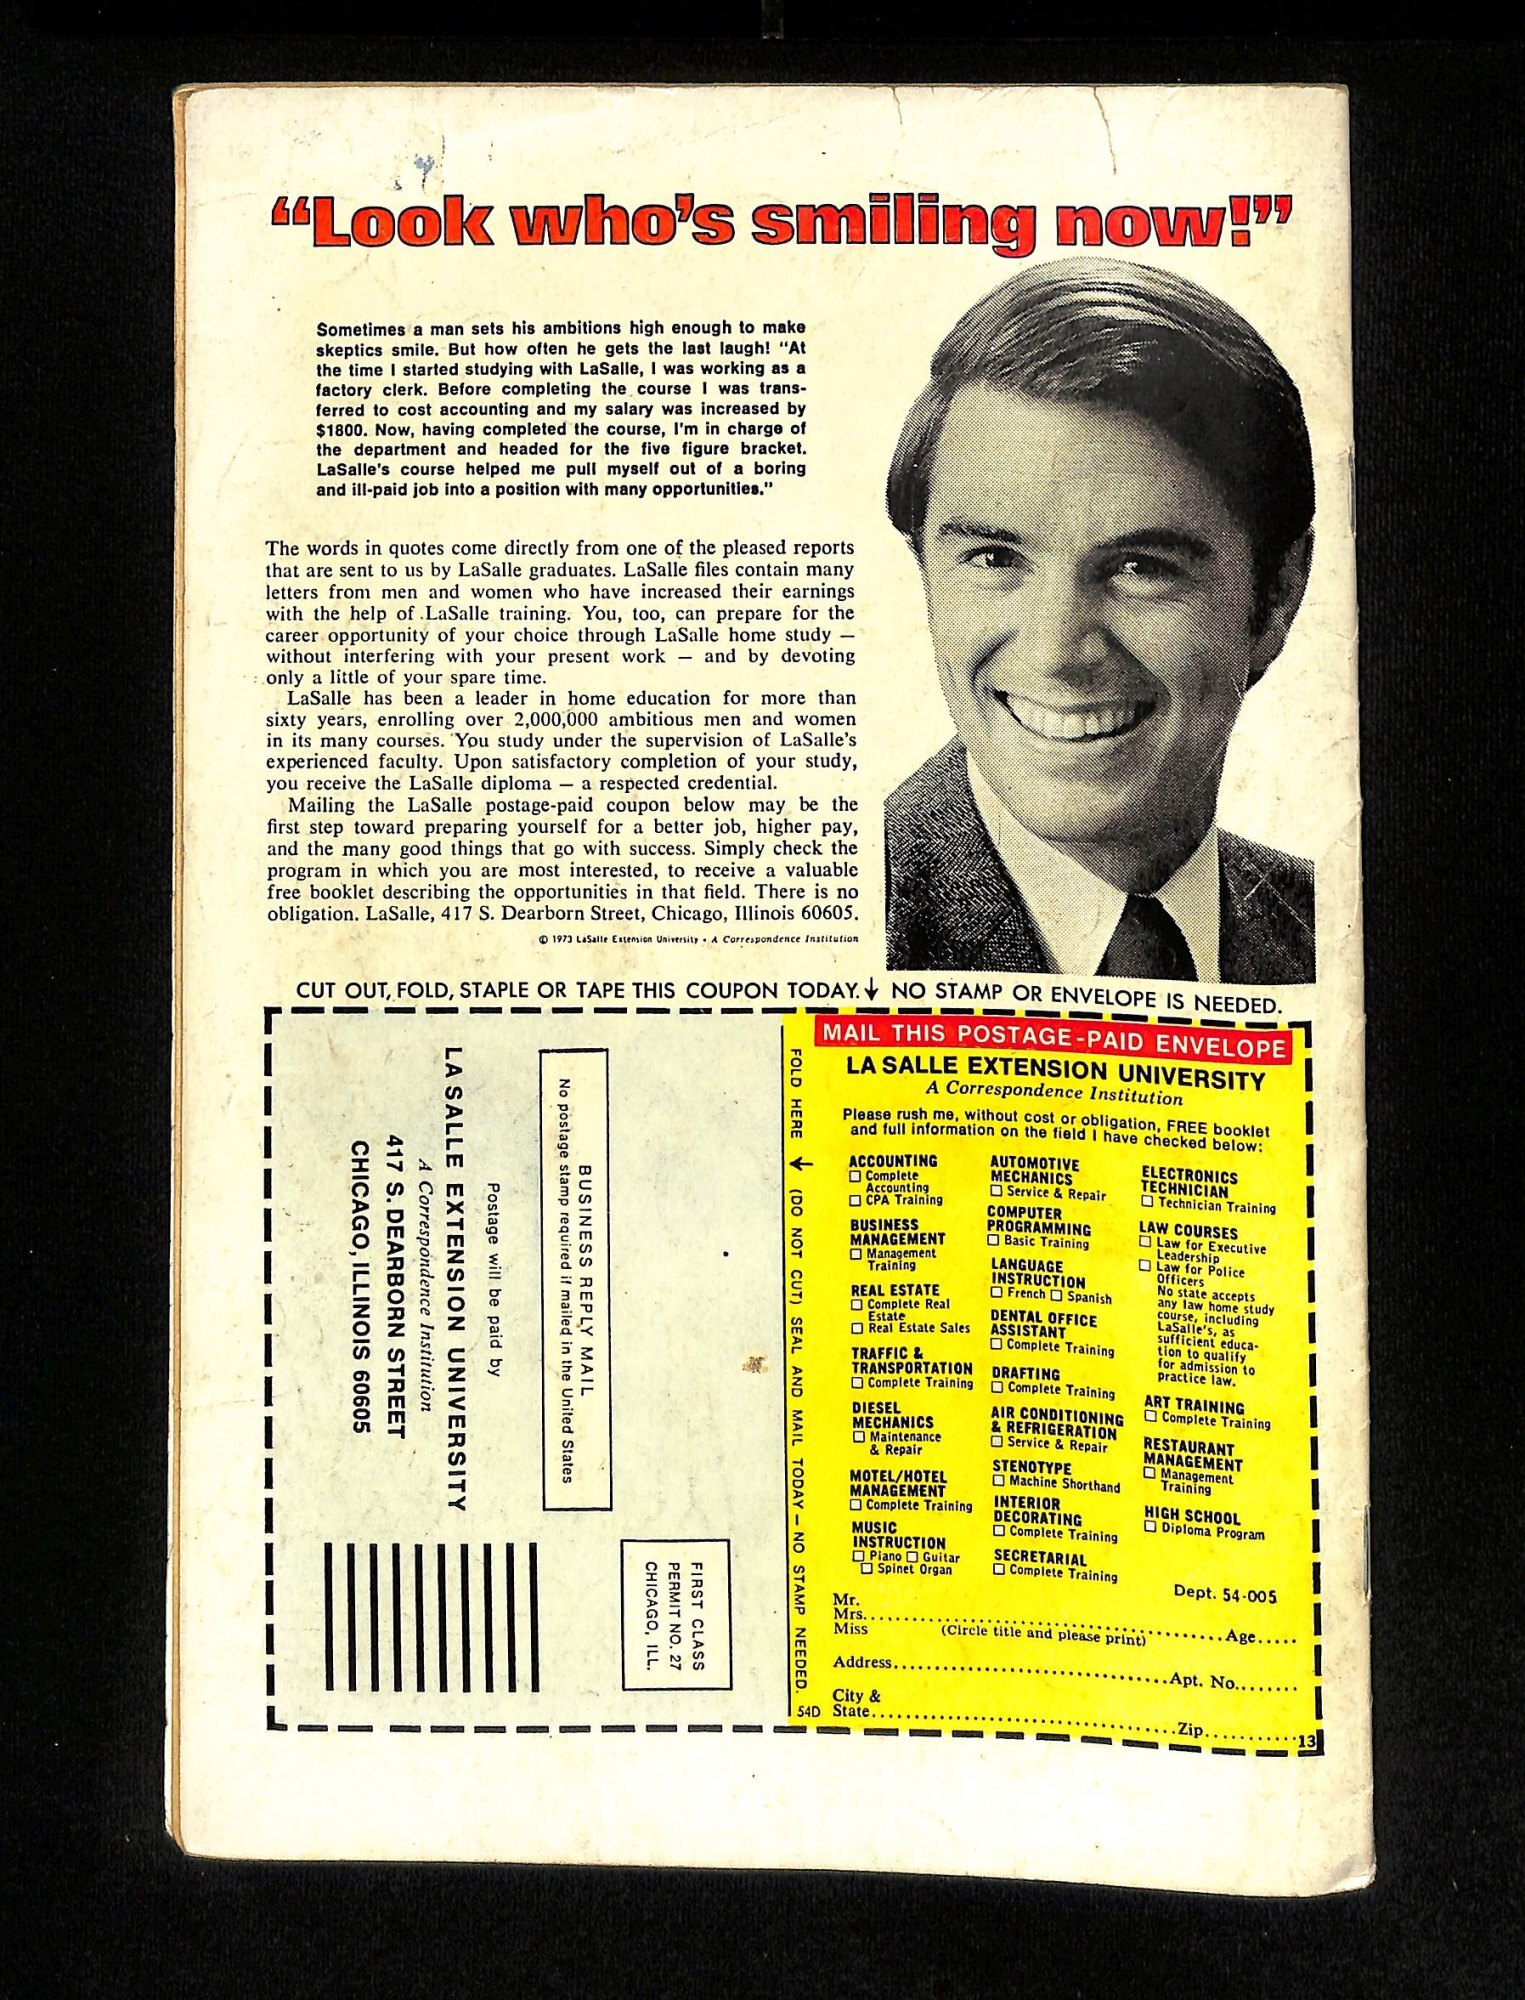 “Look who's smiling now!”
Sometimes a man sets his ambitions high enough to make
skeptics smile. But how often he gets the last laugh! “At
the time I started studying with LaSalle, I was working as a
factory clerk. Before completing the course I was trans-
ferred to cost accounting and my salary was increased by
$1800. Now, having completed the course, I'm in charge of
the department and headed for the five figure bracket.
LaSalle's course helped me pull myself out of a boring
and ill-paid job into a position with many opportunities.”
The words in quotes come directly from one of the pleased reports
that are sent to us by LaSalle graduates. LaSalle files contain many
letters from men and women who have increased their earnings
with the help of LaSalle training. You, too, can prepare for the
career opportunity of your choice through LaSalle home study —
without interfering with your present work — and by devoting
only a little of your spare time.
LaSalle has been a leader in home education for more than
sixty years, enrolling over 2,000,000 ambitious men and women
in its many courses. You study under the supervision of LaSalle's
experienced faculty. Upon satisfactory completion of your study,
you receive the LaSalle diploma — a respected credential.
Mailing the LaSalle postage-paid coupon below may be the
first step toward preparing yourself for a better job, higher pay,
and the many good things that go with success. Simply check the
program in which you are most interested, to receive a valuable
free booklet describing the opportunities in that field. There is no
obligation. LaSalle, 417 S. Dearborn Street, Chicago, Illinois 60605.
© 1973 LaSalle Extension University • A Correspondence Institution
CUT OUT, FOLD, STAPLE OR TAPE THIS COUPON TODAY. ↓ NO STAMP OR ENVELOPE IS NEEDED.
FIRST CLASS
PERMIT NO. 27
CHICAGO, ILL.
BUSINESS REPLY MAIL
No postage stamp required if mailed in the United States
Postage will be paid by
LA SALLE EXTENSION UNIVERSITY
A Correspondence Institution
417 S. DEARBORN STREET
CHICAGO, ILLINOIS 60605
FOLD HERE ← (DO NOT CUT) SEAL AND MAIL TODAY — NO STAMP NEEDED.
54D
MAIL THIS POSTAGE-PAID ENVELOPE
LA SALLE EXTENSION UNIVERSITY
A Correspondence Institution
Please rush me, without cost or obligation, FREE booklet
and full information on the field I have checked below:
ACCOUNTING
☐ Complete
Accounting
☐ CPA Training
BUSINESS
MANAGEMENT
☐ Management
Training
REAL ESTATE
☐ Complete Real
Estate
☐ Real Estate Sales
TRAFFIC &
TRANSPORTATION
☐ Complete Training
DIESEL
MECHANICS
☐ Maintenance
& Repair
MOTEL/HOTEL
MANAGEMENT
☐ Complete Training
MUSIC
INSTRUCTION
☐ Piano ☐ Guitar
☐ Spinet Organ
AUTOMOTIVE
MECHANICS
☐ Service & Repair
COMPUTER
PROGRAMMING
☐ Basic Training
LANGUAGE
INSTRUCTION
☐ French ☐ Spanish
DENTAL OFFICE
ASSISTANT
☐ Complete Training
DRAFTING
☐ Complete Training
AIR CONDITIONING
& REFRIGERATION
☐ Service & Repair
STENOTYPE
☐ Machine Shorthand
INTERIOR
DECORATING
☐ Complete Training
SECRETARIAL
☐ Complete Training
ELECTRONICS
TECHNICIAN
☐ Technician Training
LAW COURSES
☐ Law for Executive
Leadership
☐ Law for Police
Officers
No state accepts
any law home study
course, including
LaSalle's, as
sufficient educa-
tion to qualify
for admission to
practice law.
ART TRAINING
☐ Complete Training
RESTAURANT
MANAGEMENT
☐ Management
Training
HIGH SCHOOL
☐ Diploma Program
Dept. 54-005
Mr.
Mrs. Age
Miss (Circle title and please print)
Address Apt. No.
City &
State Zip 13